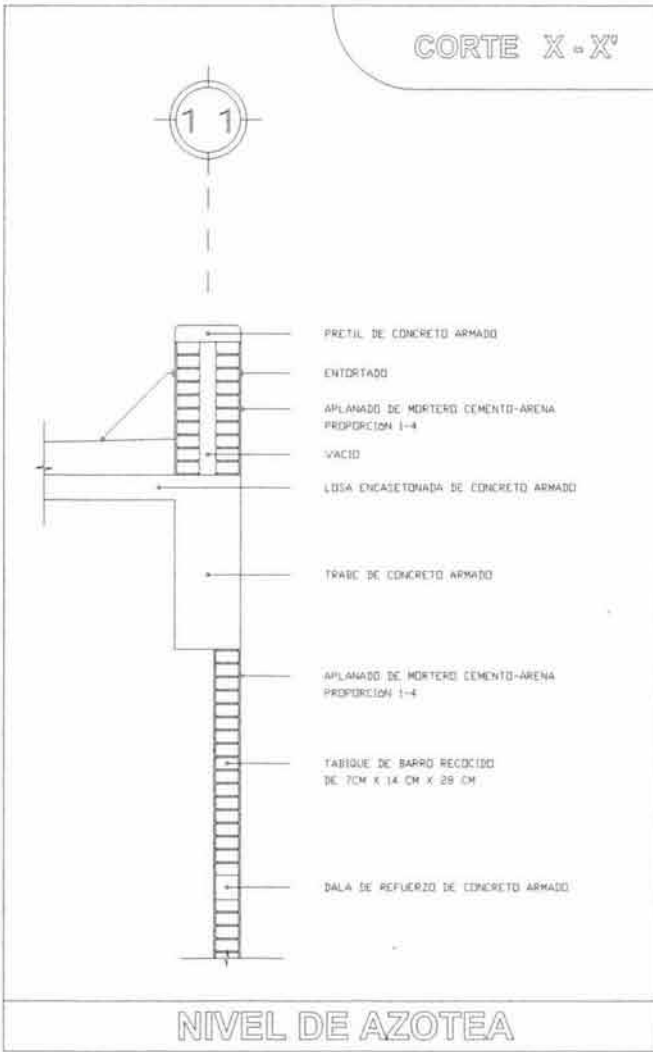 CORTE X - X'
1 1
PRETIL DE CONCRETO ARMADO
ENTORTADO
APLANADO DE MORTERO CEMENTO-ARENA
PROPORCION 1-4
VACIO
LOSA ENCASETONADA DE CONCRETO ARMADO
TRABE DE CONCRETO ARMADO
APLANADO DE MORTERO CEMENTO-ARENA
PROPORCION 1-4
TABIQUE DE BARRO RECOCIDO
DE 7CM X 14 CM X 28 CM
DALA DE REFUERZO DE CONCRETO ARMADO
NIVEL DE AZOTEA